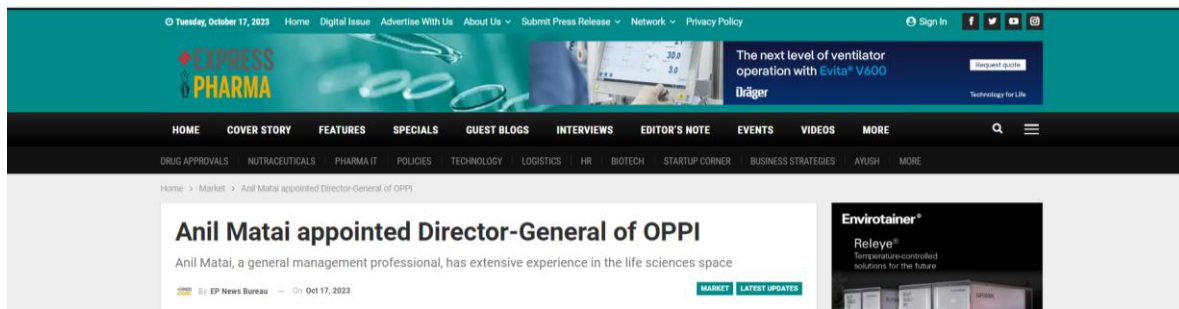 Tuesday, October 17, 2023 Home Digital Issue Advertise With Us About Us Submit Press Release Network Privacy Policy Sign In
EXPRESS
PHARMA
30.0
3.0
The next level of ventilator
operation with Evita® V600
Dräger
Request quote
Technology for Life
HOME COVER STORY FEATURES SPECIALS GUEST BLOGS INTERVIEWS EDITOR'S NOTE EVENTS VIDEOS MORE
DRUG APPROVALS NUTRACEUTICALS PHARMA IT POLICIES TECHNOLOGY LOGISTICS HR BIOTECH STARTUP CORNER BUSINESS STRATEGIES AYUSH MORE
Home > Market > Anil Matai appointed Director-General of OPPI
Anil Matai appointed Director-General of OPPI
Anil Matai, a general management professional, has extensive experience in the life sciences space
By EP News Bureau — On Oct 17, 2023
MARKET LATEST UPDATES
Envirotainer®
Releye®
Temperature-controlled
solutions for the future